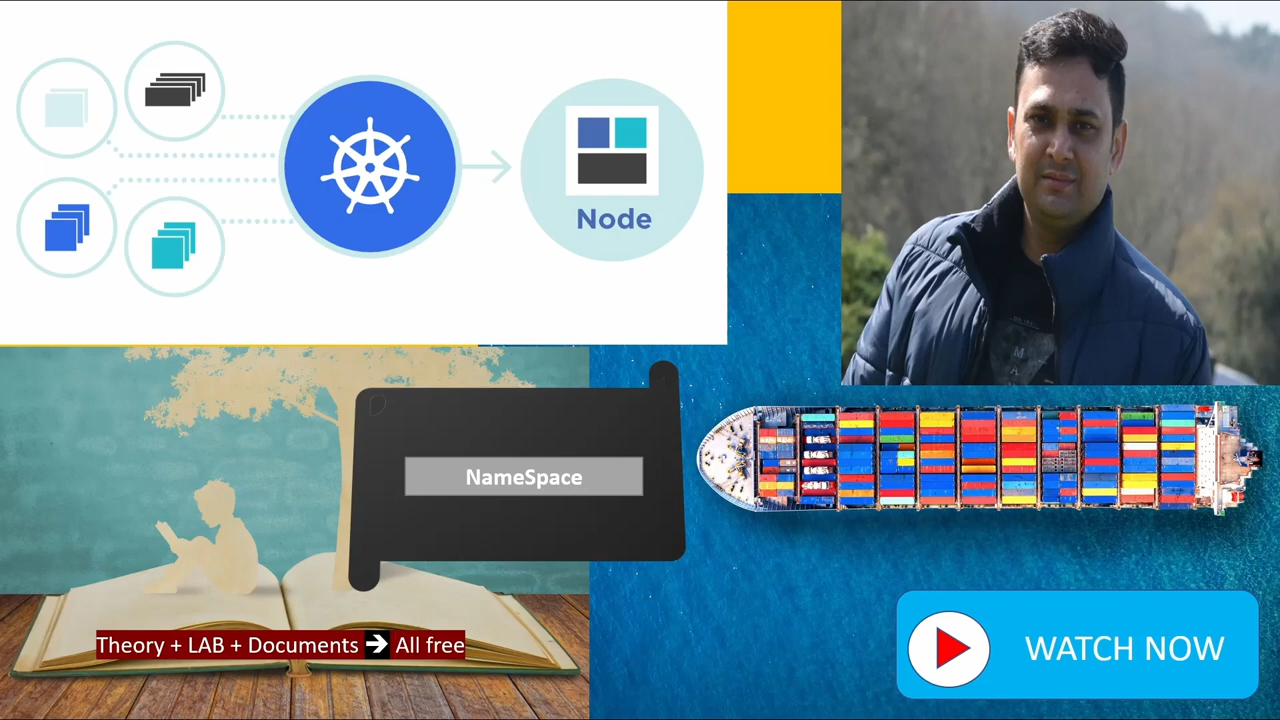 Node
NameSpace
Theory + LAB + Documents → All free
WATCH NOW